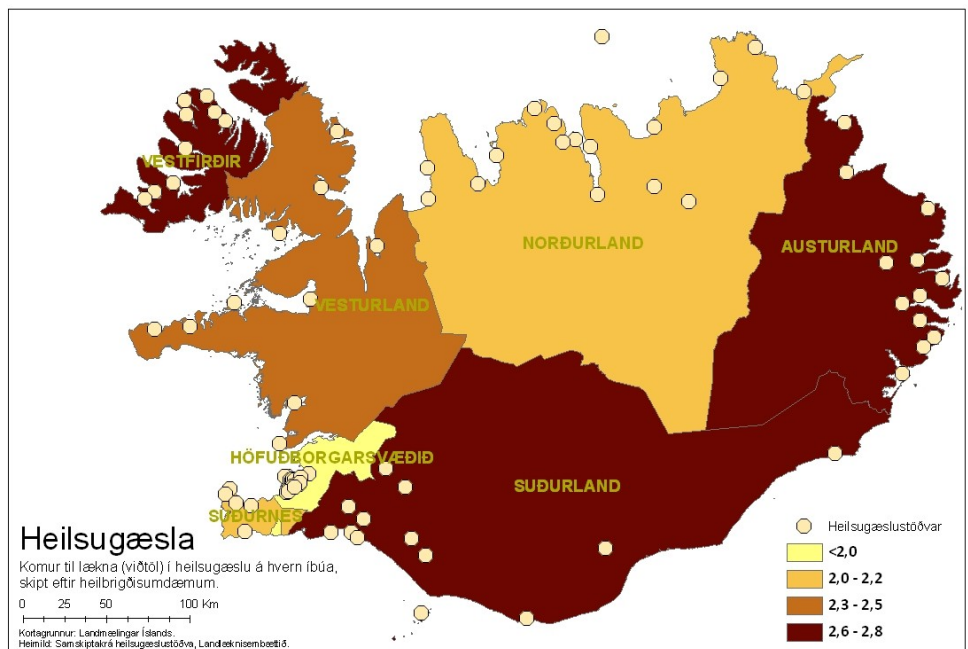 VESTFIRÐIR
NORÐURLAND
AUSTURLAND
VESTURLAND
HÖFUÐBORGARSVÆÐIÐ
SUÐURNES
SUÐURLAND
Heilsugæsla
Komur til lækna (viðtöl) í heilsugæslu á hvern íbúa,
skipt eftir heilbrigðisumdæmum.
0 25 50 100 Km
Kortagrunnur: Landmælingar Íslands.
Heimild: Samskiptakrá heilsugæslustöðva, Landlæknisembættið.
Heilsugæslustöðvar
<2,0
2,0 - 2,2
2,3 - 2,5
2,6 - 2,8